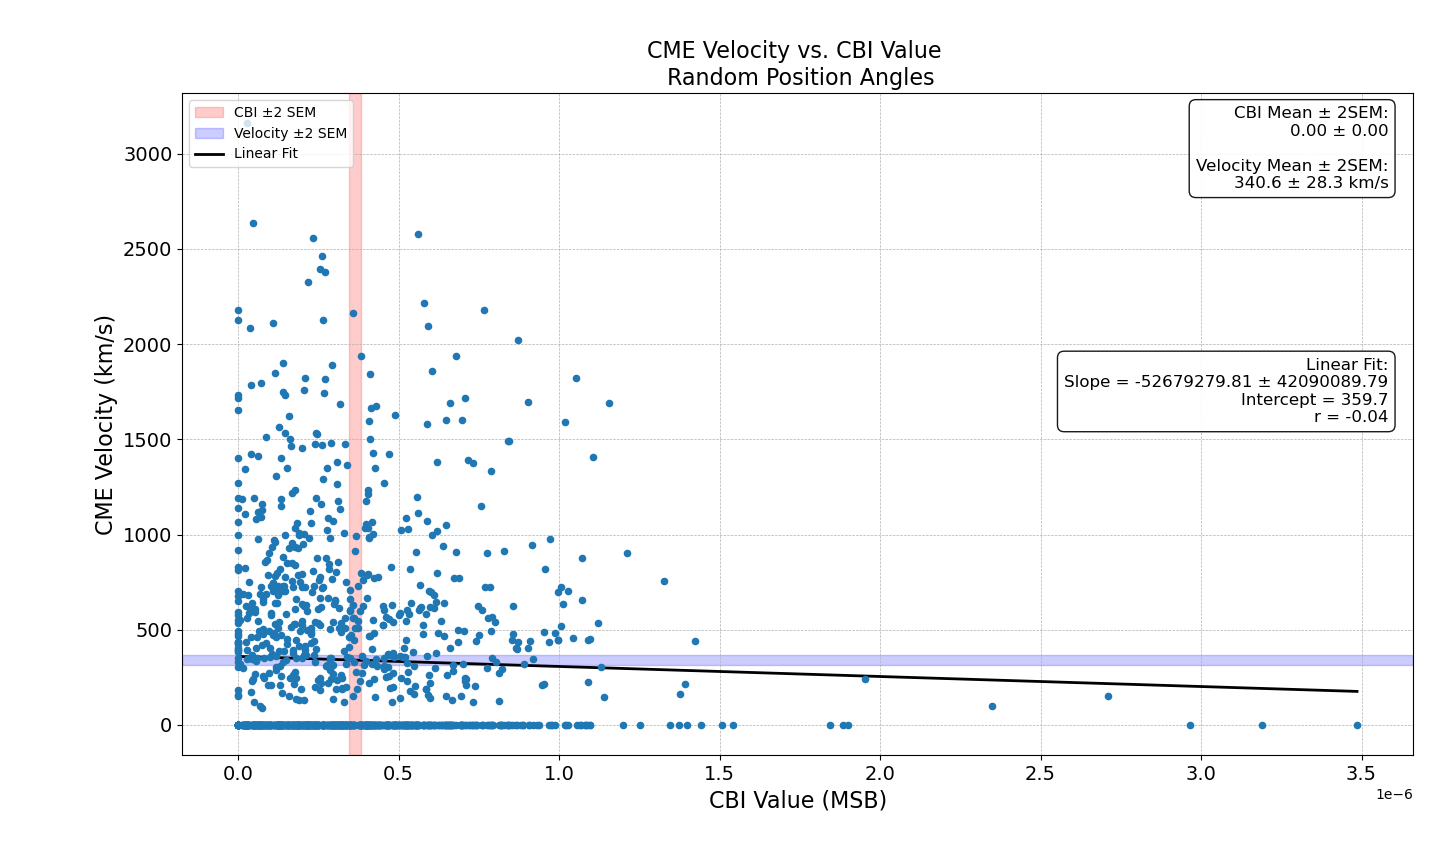 CME Velocity vs. CBI Value
Random Position Angles
CBI ±2 SEM
Velocity ±2 SEM
Linear Fit
CBI Mean ± 2SEM:
0.00 ± 0.00
Velocity Mean ± 2SEM:
340.6 ± 28.3 km/s
Linear Fit:
Slope = -52679279.81 ± 42090089.79
Intercept = 359.7
r = -0.04
CME Velocity (km/s)
3000
2500
2000
1500
1000
500
0
0.0 0.5 1.0 1.5 2.0 2.5 3.0 3.5
1e−6
CBI Value (MSB)